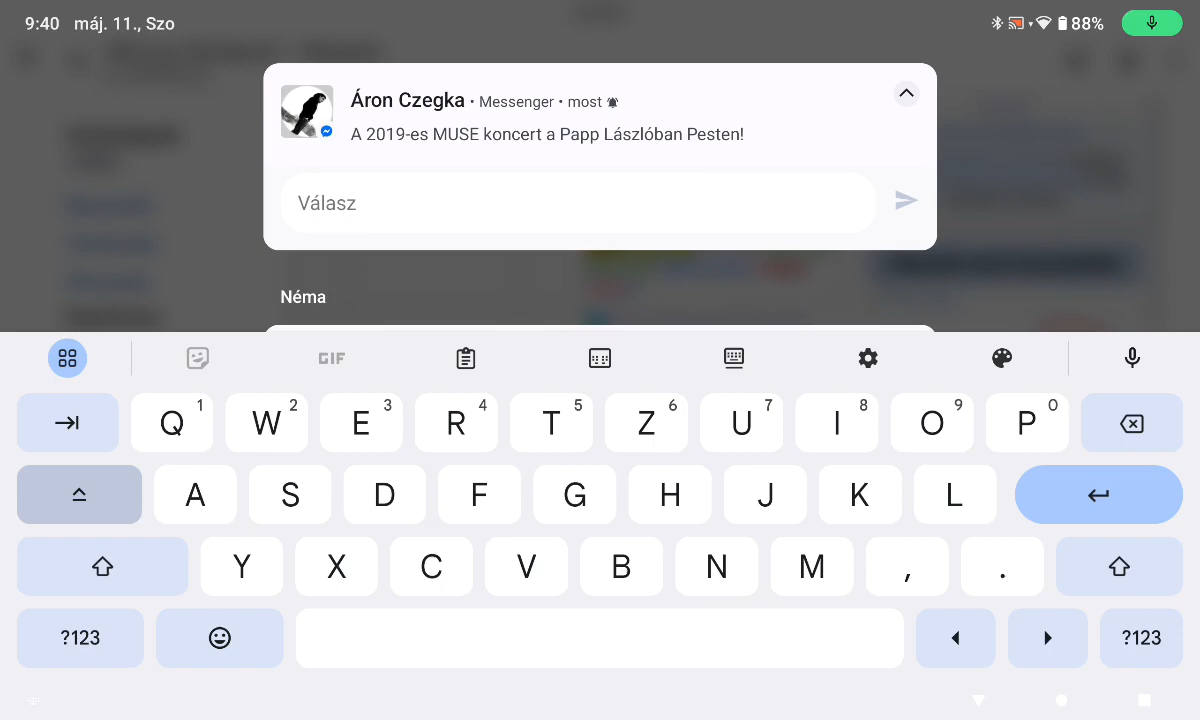 9:40 máj. 11., Szo
88%
Áron Czegka · Messenger · most
A 2019-es MUSE koncert a Papp Lászlóban Pesten!
Válasz
Néma
GIF
Q 1 W 2 E 3 R 4 T 5 Z 6 U 7 I 8 O 9 P 0
A S D F G H J K L
Y X C V B N M , .
?123 ?123